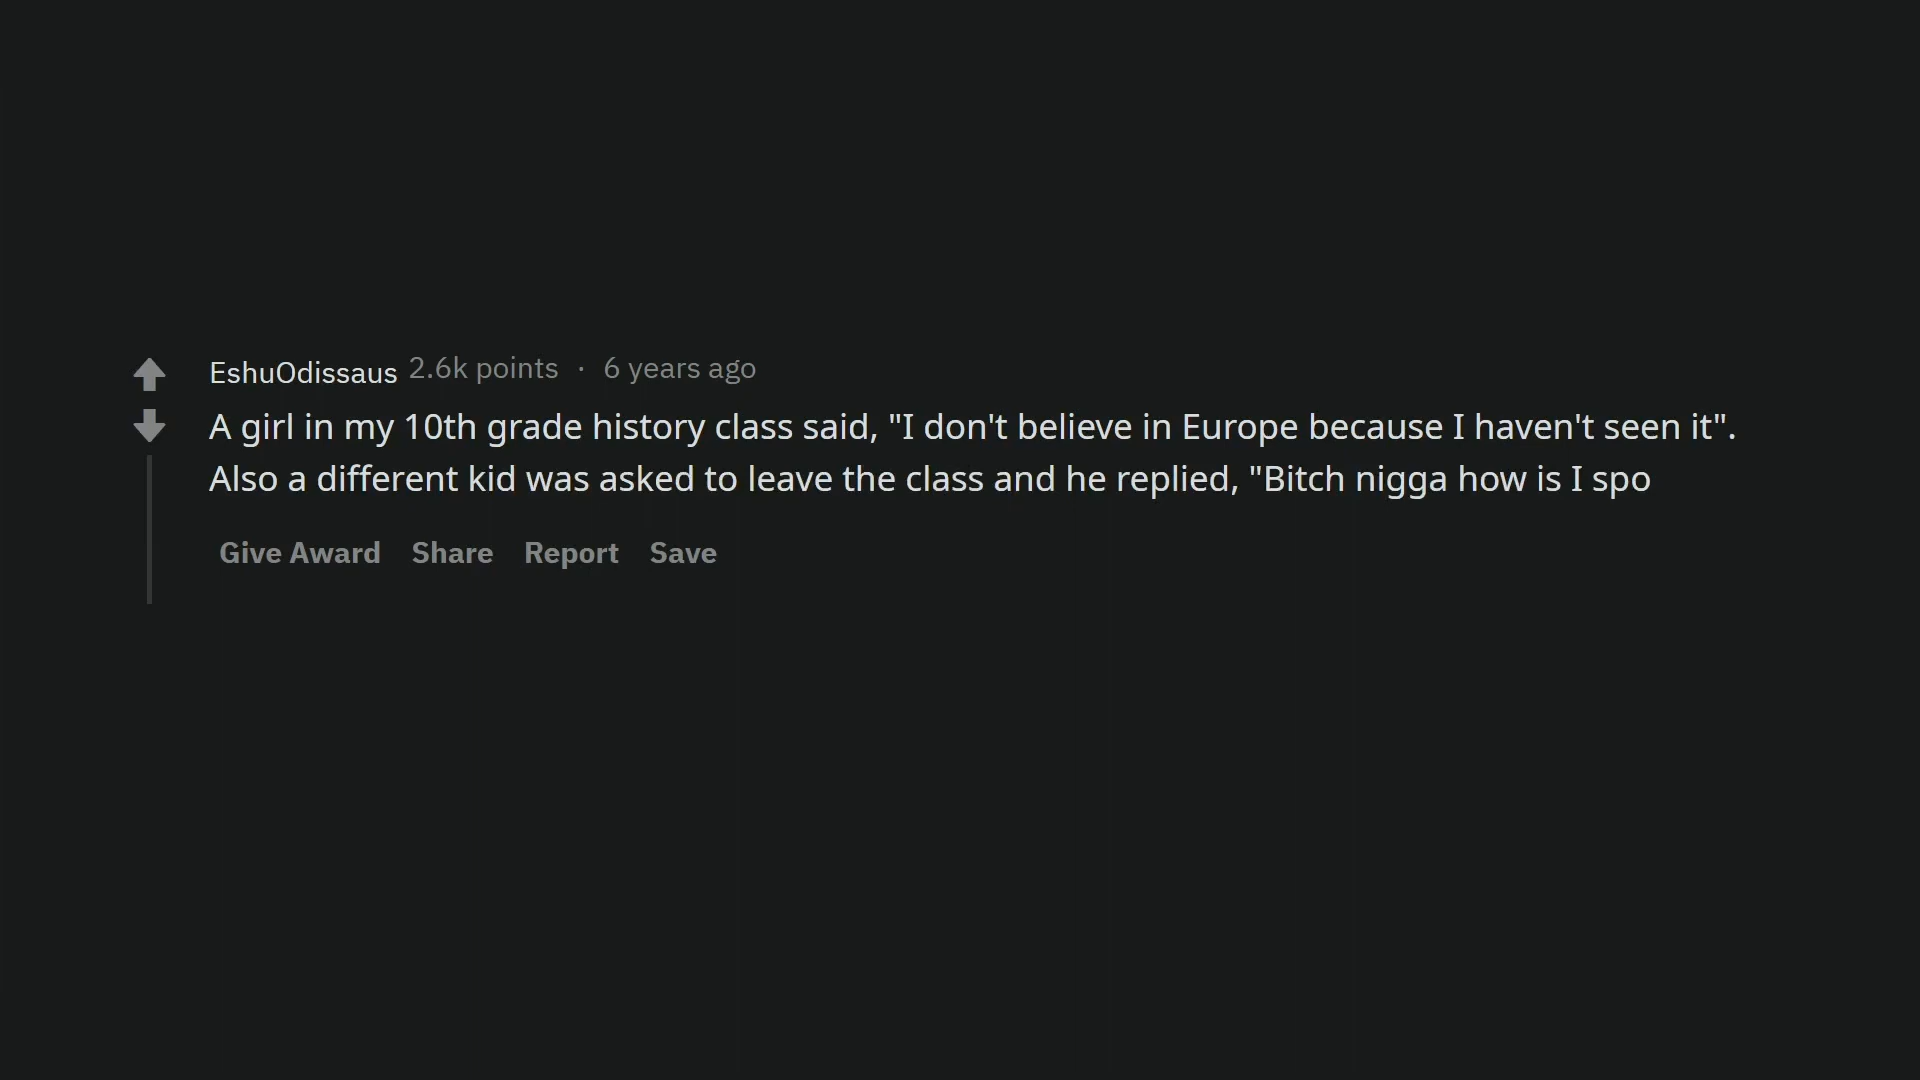 EshuOdissaus 2.6k points · 6 years ago
A girl in my 10th grade history class said, "I don't believe in Europe because I haven't seen it".
Also a different kid was asked to leave the class and he replied, "Bitch nigga how is I spo
Give Award Share Report Save